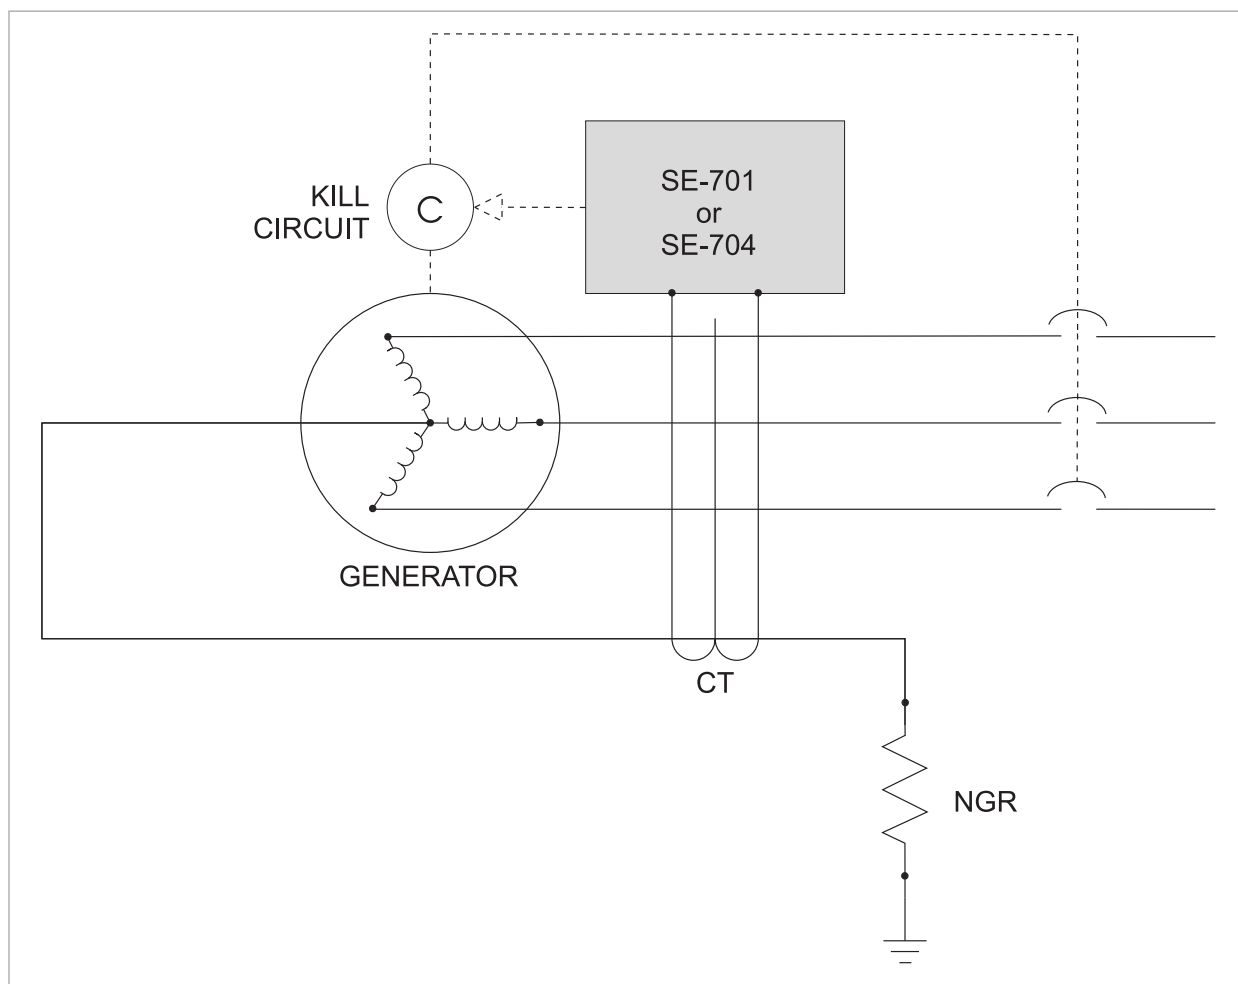 KILL
CIRCUIT
C
SE-701
or
SE-704
GENERATOR
CT
NGR